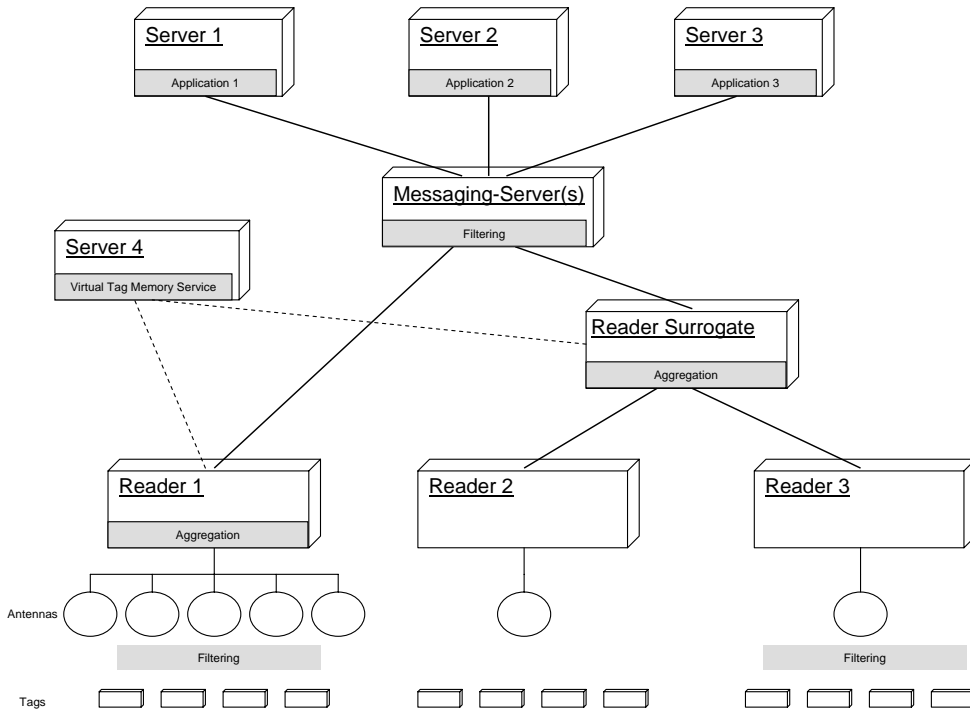 Server 1
Server 2
Server 3
Application 1
Application 2
Application 3
Messaging-Server(s)
Filtering
Server 4
Virtual Tag Memory Service
Reader Surrogate
Aggregation
Reader 1
Reader 2
Reader 3
Aggregation
Antennas
Filtering
Filtering
Tags